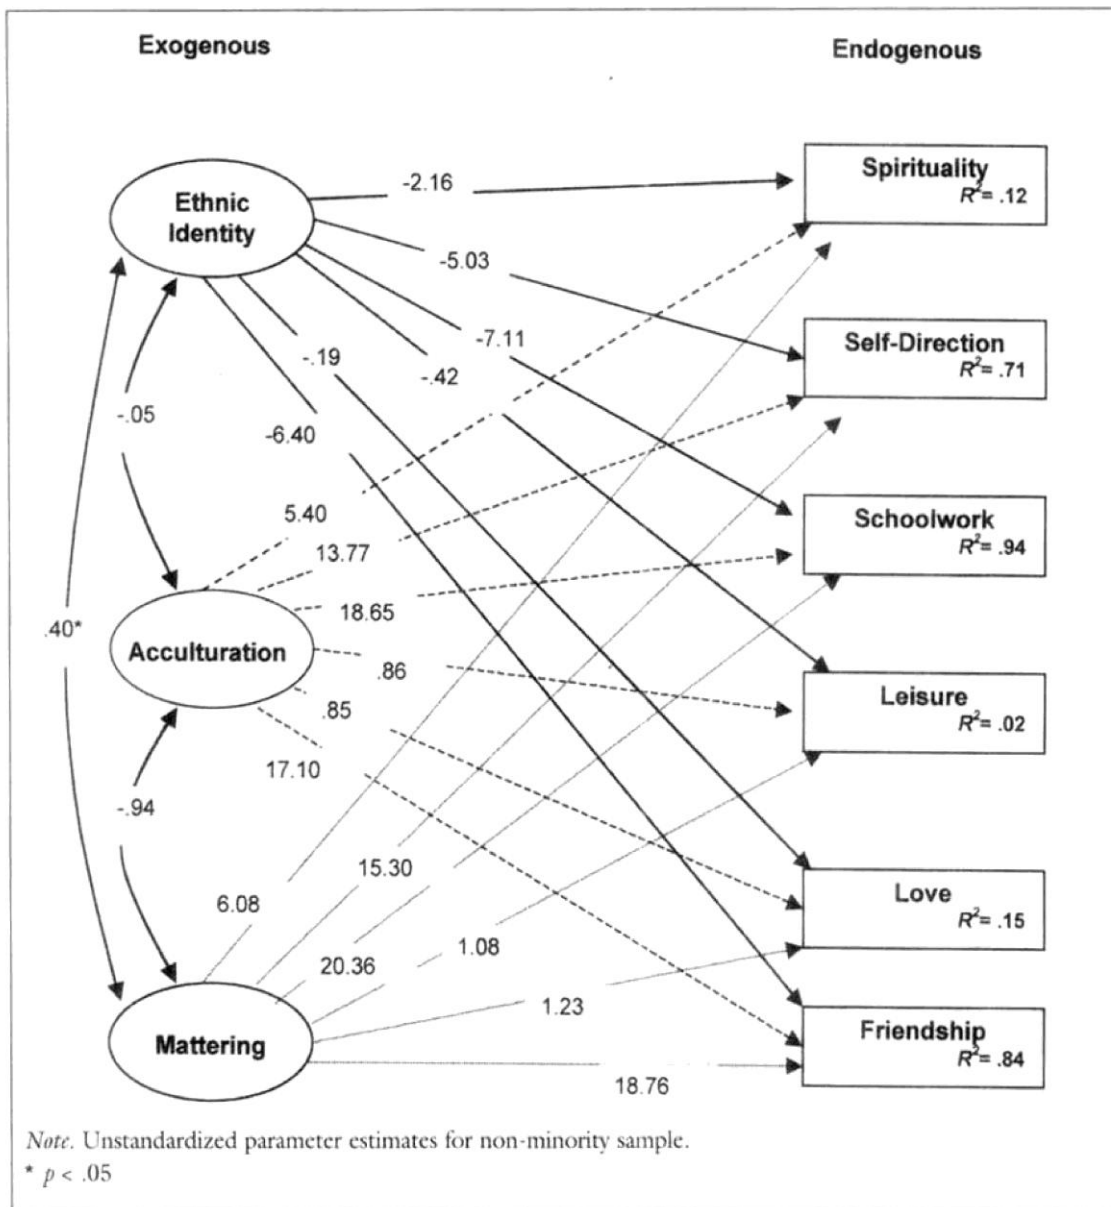 Exogenous
Endogenous
Ethnic
Identity
Acculturation
Mattering
-.05
.40*
-.94
-2.16
-5.03
-7.11
-.42
-.19
-6.40
5.40
13.77
18.65
.86
.85
17.10
6.08
15.30
20.36
1.08
1.23
18.76
Spirituality
R²= .12
Self-Direction
R²= .71
Schoolwork
R²= .94
Leisure
R²= .02
Love
R²= .15
Friendship
R²= .84
Note. Unstandardized parameter estimates for non-minority sample.
* p < .05